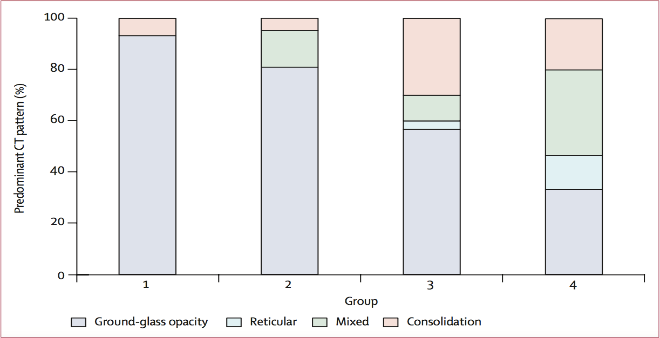 Predominant CT pattern (%)
100
80
60
40
20
0
1 2 3 4
Group
Ground-glass opacity Reticular Mixed Consolidation